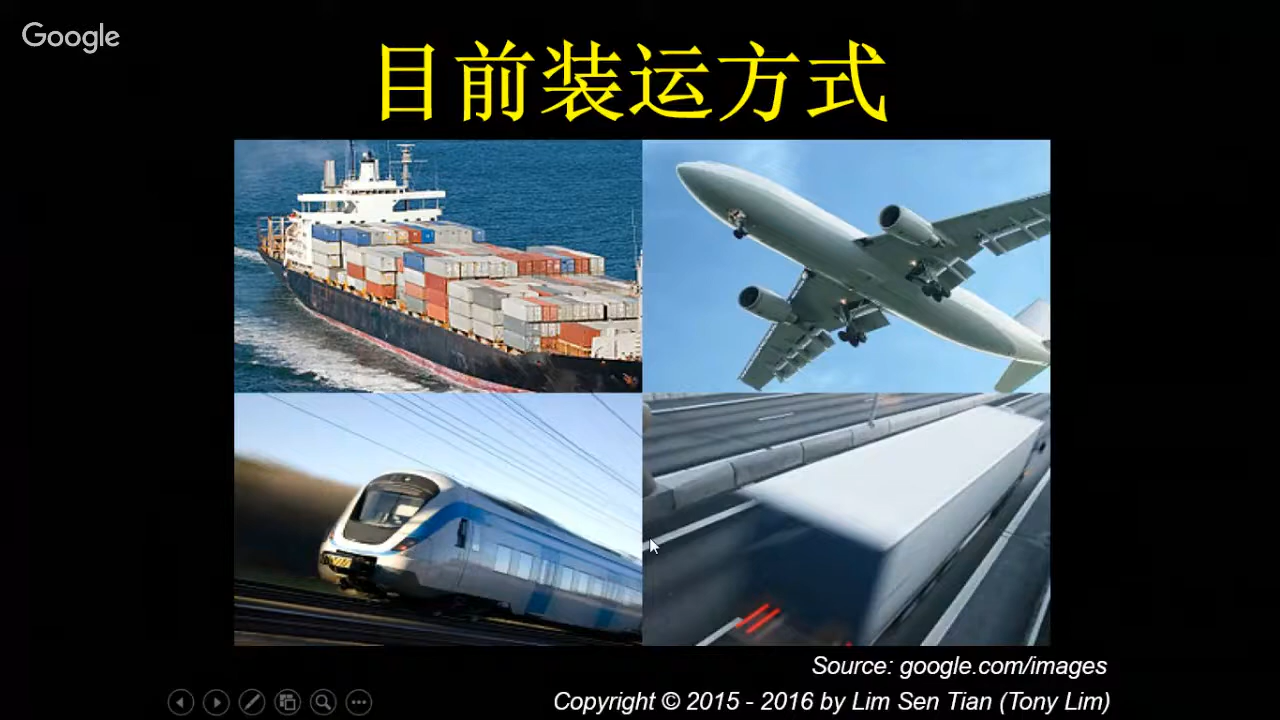 Google
目前装运方式
Source: google.com/images
Copyright © 2015 - 2016 by Lim Sen Tian (Tony Lim)